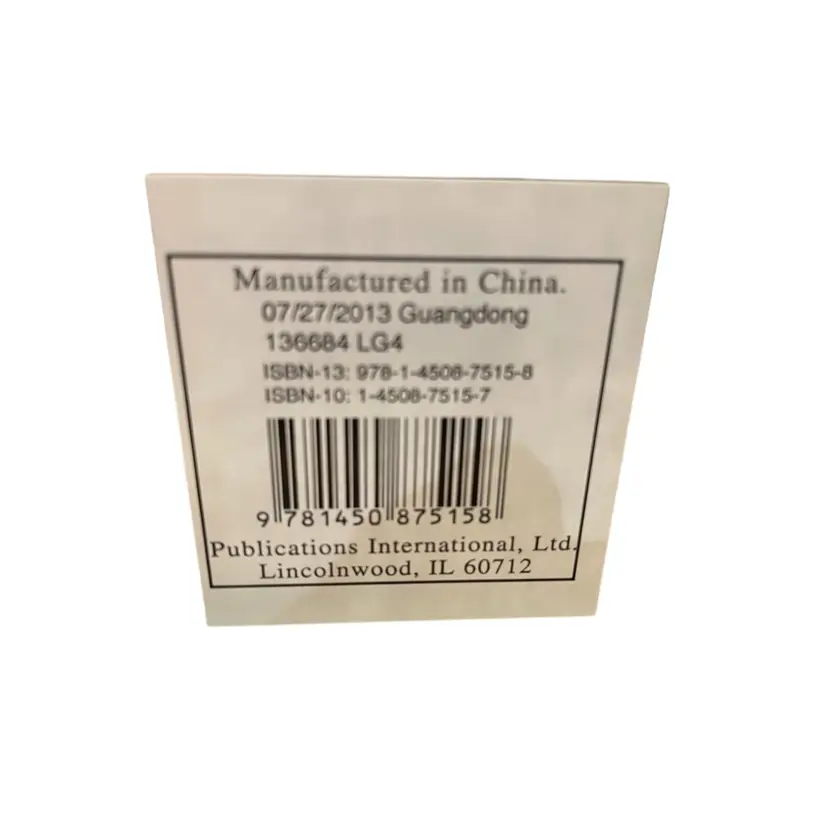 Manufactured in China.
07/27/2013 Guangdong
136684 LG4
ISBN-13: 978-1-4508-7515-8
ISBN-10: 1-4508-7515-7
9 781450 875158
Publications International, Ltd.
Lincolnwood, IL 60712